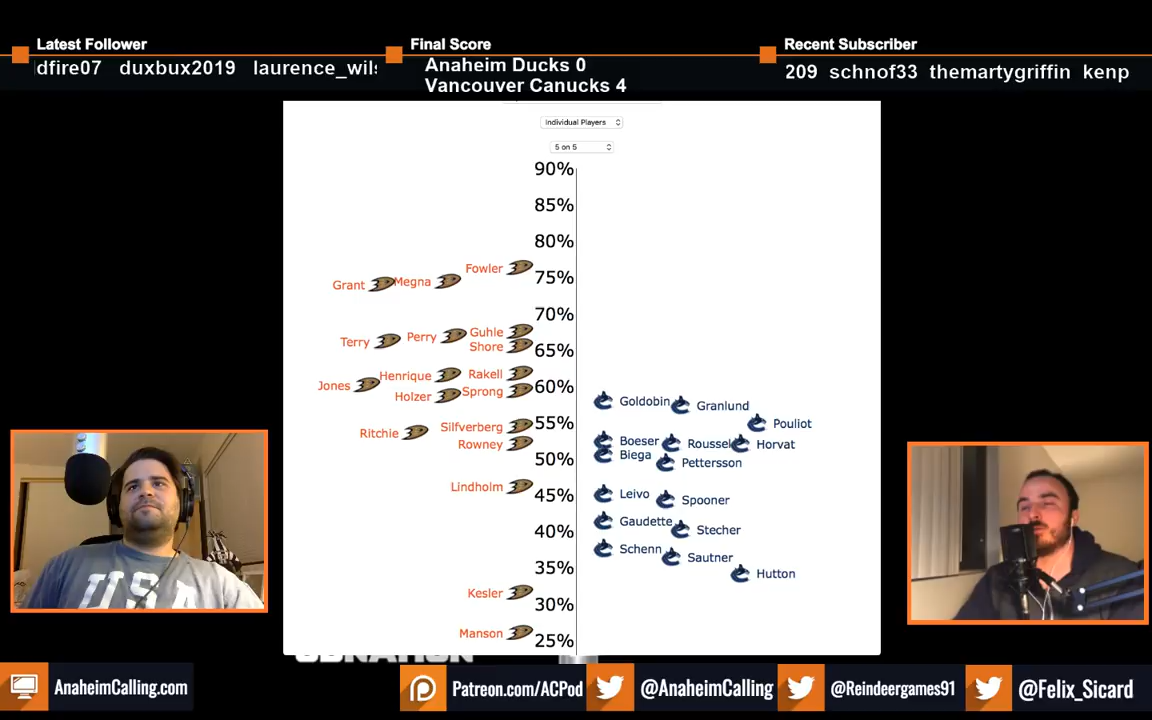 Latest Follower
dfire07 duxbux2019 laurence_wils
Final Score
Anaheim Ducks 0
Vancouver Canucks 4
Recent Subscriber
209 schnof33 themartygriffin kenp
Individual Players
5 on 5
90%
85%
80%
75%
70%
65%
60%
55%
50%
45%
40%
35%
30%
25%
Fowler
Grant Megna
Terry Perry Guhle
Shore
Jones Henrique Rakell
Holzer Sprong
Ritchie Silfverberg
Rowney
Lindholm
Kesler
Manson
Goldobin Granlund
Pouliot
Boeser Roussel Horvat
Biega Pettersson
Leivo Spooner
Gaudette Stecher
Schenn Sautner
Hutton
USA
AnaheimCalling.com
Patreon.com/ACPod
@AnaheimCalling
@Reindeergames91
@Felix_Sicard